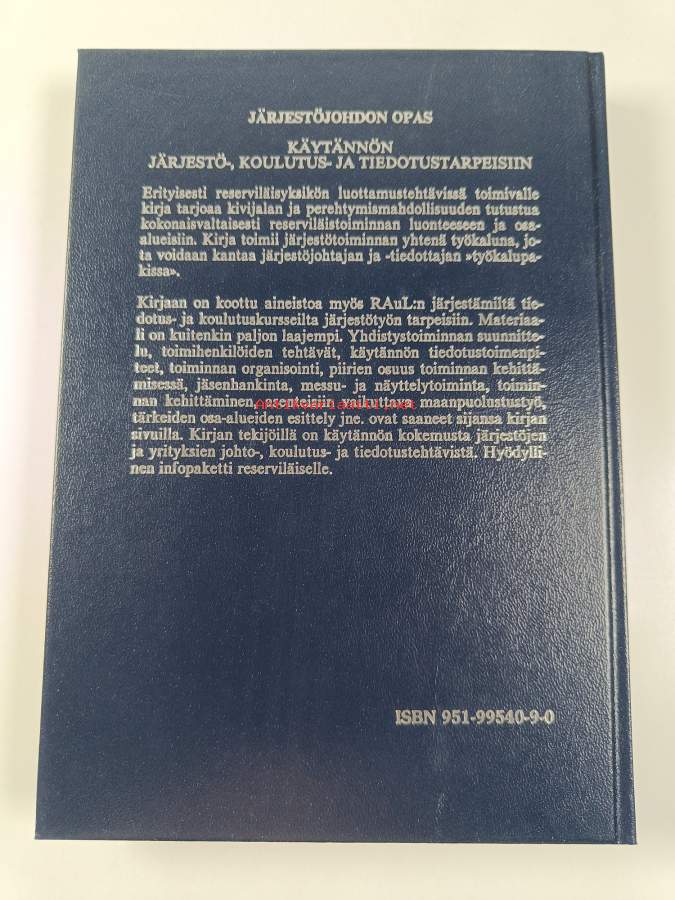 JÄRJESTÖJOHDON OPAS
KÄYTÄNNÖN
JÄRJESTÖ-, KOULUTUS- JA TIEDOTUSTARPEISIIN
Erityisesti reserviläisyksikön luottamustehtävissä toimivalle
kirja tarjoaa kivijalan ja perehtymismahdollisuuden tutustua
kokonaisvaltaisesti reserviläistoiminnan luonteeseen ja osa-
alueisiin. Kirja toimii järjestötoiminnan yhtenä työkaluna, jo-
ta voidaan kantaa järjestöjohtajan ja -tiedottajan »työkalupa-
kissa».
Kirjaan on koottu aineistoa myös RAuL:n järjestämiltä tie-
dotus- ja koulutuskursseilta järjestötyön tarpeisiin. Materiaa-
li on kuitenkin paljon laajempi. Yhdistystoiminnan suunnitte-
lu, toimihenkilöiden tehtävät, käytännön tiedotustoimenpi-
teet, toiminnan organisointi, piirien osuus toiminnan kehittä-
misessä, jäsenhankinta, messu- ja näyttelytoiminta, toimin-
nan kehittäminen, asenteisiin vaikuttava maanpuolustustyö,
tärkeiden osa-alueiden esittely jne. ovat saaneet sijansa kirjan
sivuilla. Kirjan tekijöillä on käytännön kokemusta järjestöjen
ja yrityksien johto-, koulutus- ja tiedotustehtävistä. Hyödylli-
nen infopaketti reserviläiselle.
ISBN 951-99540-9-0